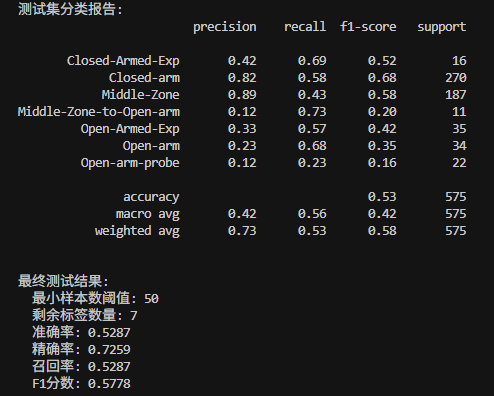 测试集分类报告:
precision recall f1-score support
Closed-Armed-Exp 0.42 0.69 0.52 16
Closed-arm 0.82 0.58 0.68 270
Middle-Zone 0.89 0.43 0.58 187
Middle-Zone-to-Open-arm 0.12 0.73 0.20 11
Open-Armed-Exp 0.33 0.57 0.42 35
Open-arm 0.23 0.68 0.35 34
Open-arm-probe 0.12 0.23 0.16 22
accuracy 0.53 575
macro avg 0.42 0.56 0.42 575
weighted avg 0.73 0.53 0.58 575
最终测试结果:
最小样本数阈值: 50
剩余标签数量: 7
准确率: 0.5287
精确率: 0.7259
召回率: 0.5287
F1分数: 0.5778